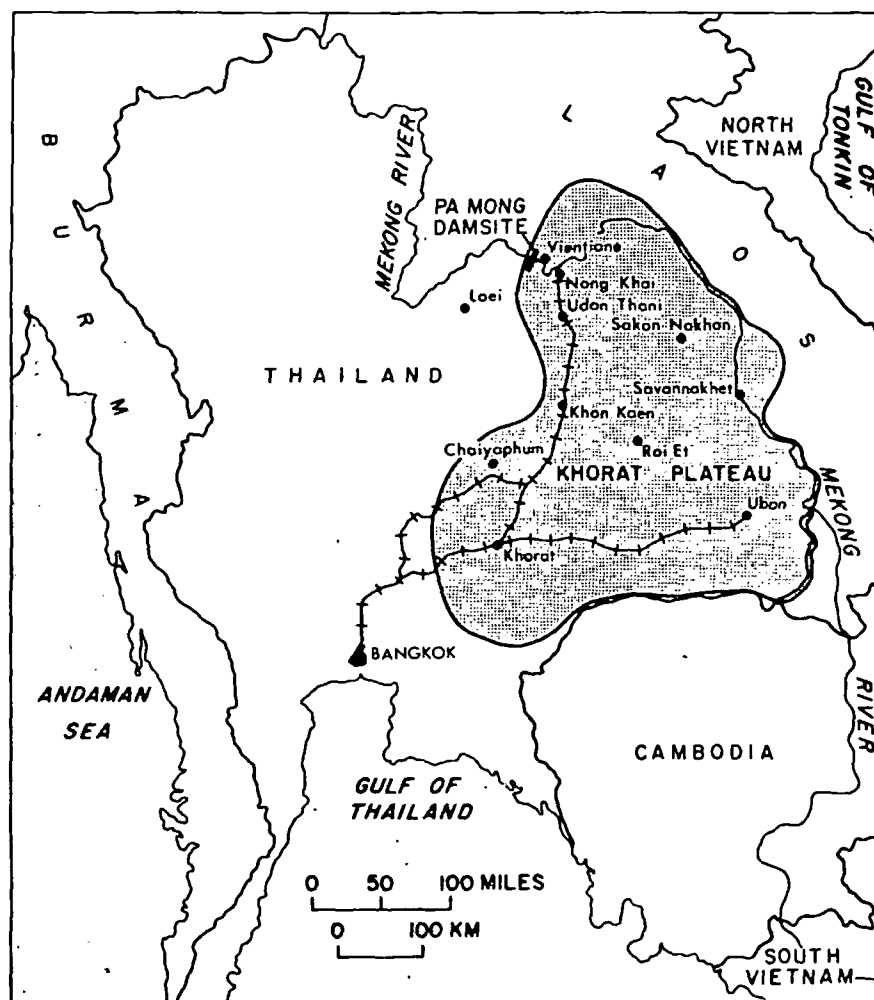 BURMA
LAOS
GULF OF
TONKIN
NORTH
VIETNAM
MEKONG RIVER
PA MONG
DAMSITE
Vientiane
Nong Khai
Loei
Udon Thani
Sakon Nakhon
THAILAND
Savannakhet
Khon Kaen
Chaiyaphum
Roi Et
KHORAT PLATEAU
MEKONG
Ubon
Khorat
BANGKOK
ANDAMAN
SEA
RIVER
CAMBODIA
GULF OF
THAILAND
0 50 100 MILES
0 100 KM
SOUTH
VIETNAM